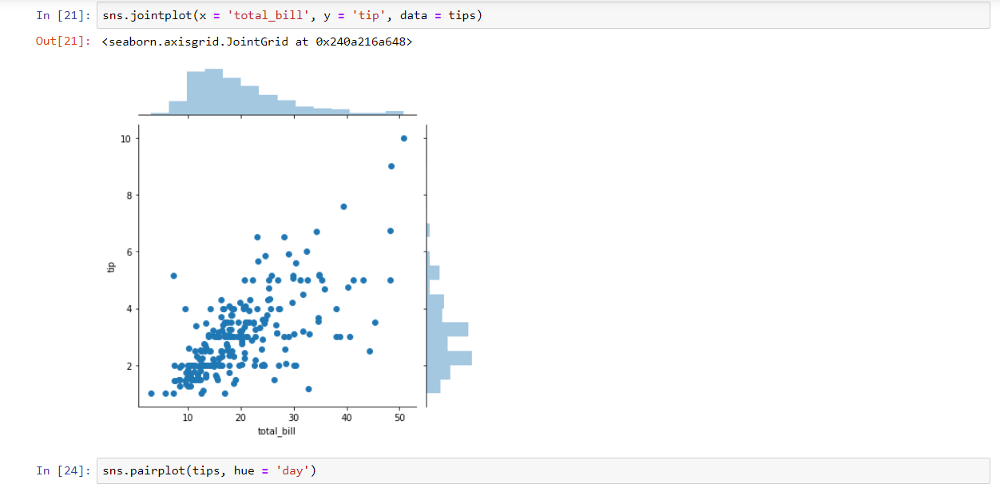 In [21]: sns.jointplot(x = 'total_bill', y = 'tip', data = tips)
Out[21]: <seaborn.axisgrid.JointGrid at 0x240a216a648>
10
8
6
tip
4
2
10 20 30 40 50
total_bill
In [24]: sns.pairplot(tips, hue = 'day')